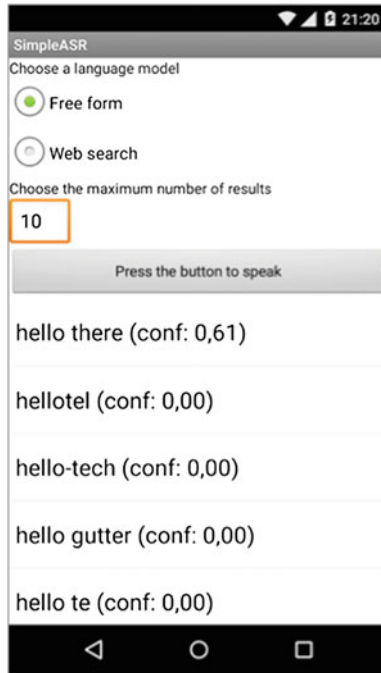 21:20
SimpleASR
Choose a language model
Free form
Web search
Choose the maximum number of results
10
Press the button to speak
hello there (conf: 0,61)
hellotel (conf: 0,00)
hello-tech (conf: 0,00)
hello gutter (conf: 0,00)
hello te (conf: 0,00)